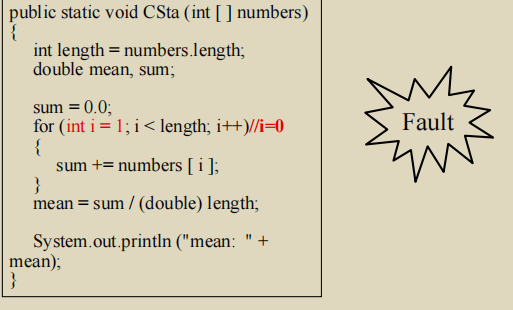 public static void CSta (int [ ] numbers)
{
int length = numbers.length;
double mean, sum;
sum = 0.0;
for (int i = 1; i < length; i++)//i=0
{
sum += numbers [ i ];
}
mean = sum / (double) length;
System.out.println ("mean:  " +
mean);
}
Fault